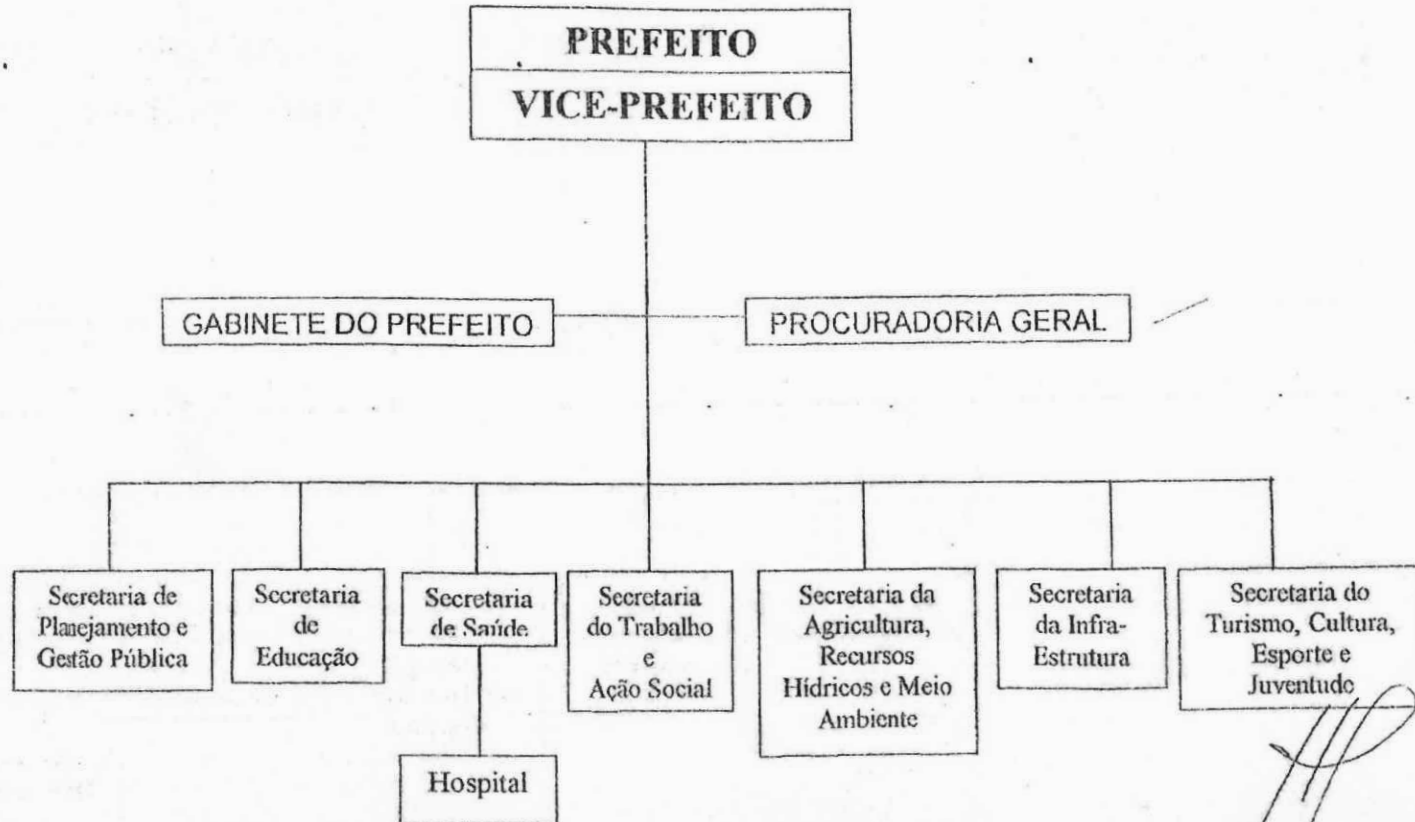 PREFEITO
VICE-PREFEITO
GABINETE DO PREFEITO
PROCURADORIA GERAL
Secretaria de
Planejamento e
Gestão Pública
Secretaria
de
Educação
Secretaria
de Saúde
Secretaria
do Trabalho
e
Ação Social
Secretaria da
Agricultura,
Recursos
Hídricos e Meio
Ambiente
Secretaria
da Infra-
Estrutura
Secretaria do
Turismo, Cultura,
Esporte e
Juventude
Hospital